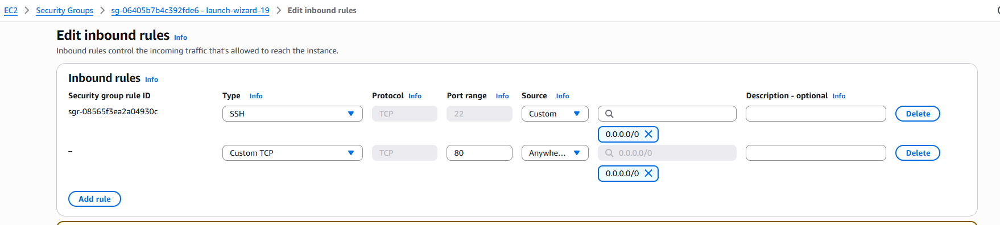 EC2 > Security Groups > sg-06405b7b4c392fde6 - launch-wizard-19 > Edit inbound rules
Edit inbound rules Info
Inbound rules control the incoming traffic that's allowed to reach the instance.
Inbound rules Info
Security group rule ID Type Info Protocol Info Port range Info Source Info Description - optional Info
sgr-08565f3ea2a04930c SSH TCP 22 Custom Delete
0.0.0.0/0
– Custom TCP TCP 80 Anywhe... 0.0.0.0/0 Delete
0.0.0.0/0
Add rule